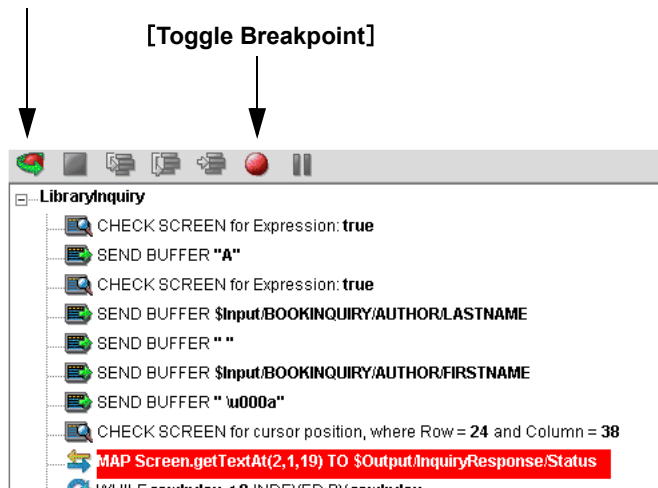 [Toggle Breakpoint]
LibraryInquiry
CHECK SCREEN for Expression: true
SEND BUFFER "A"
CHECK SCREEN for Expression: true
SEND BUFFER $Input/BOOKINQUIRY/AUTHOR/LASTNAME
SEND BUFFER " "
SEND BUFFER $Input/BOOKINQUIRY/AUTHOR/FIRSTNAME
SEND BUFFER " \u000a"
CHECK SCREEN for cursor position, where Row = 24 and Column = 38
MAP Screen.getTextAt(2,1,19) TO $Output/InquiryResponse/Status